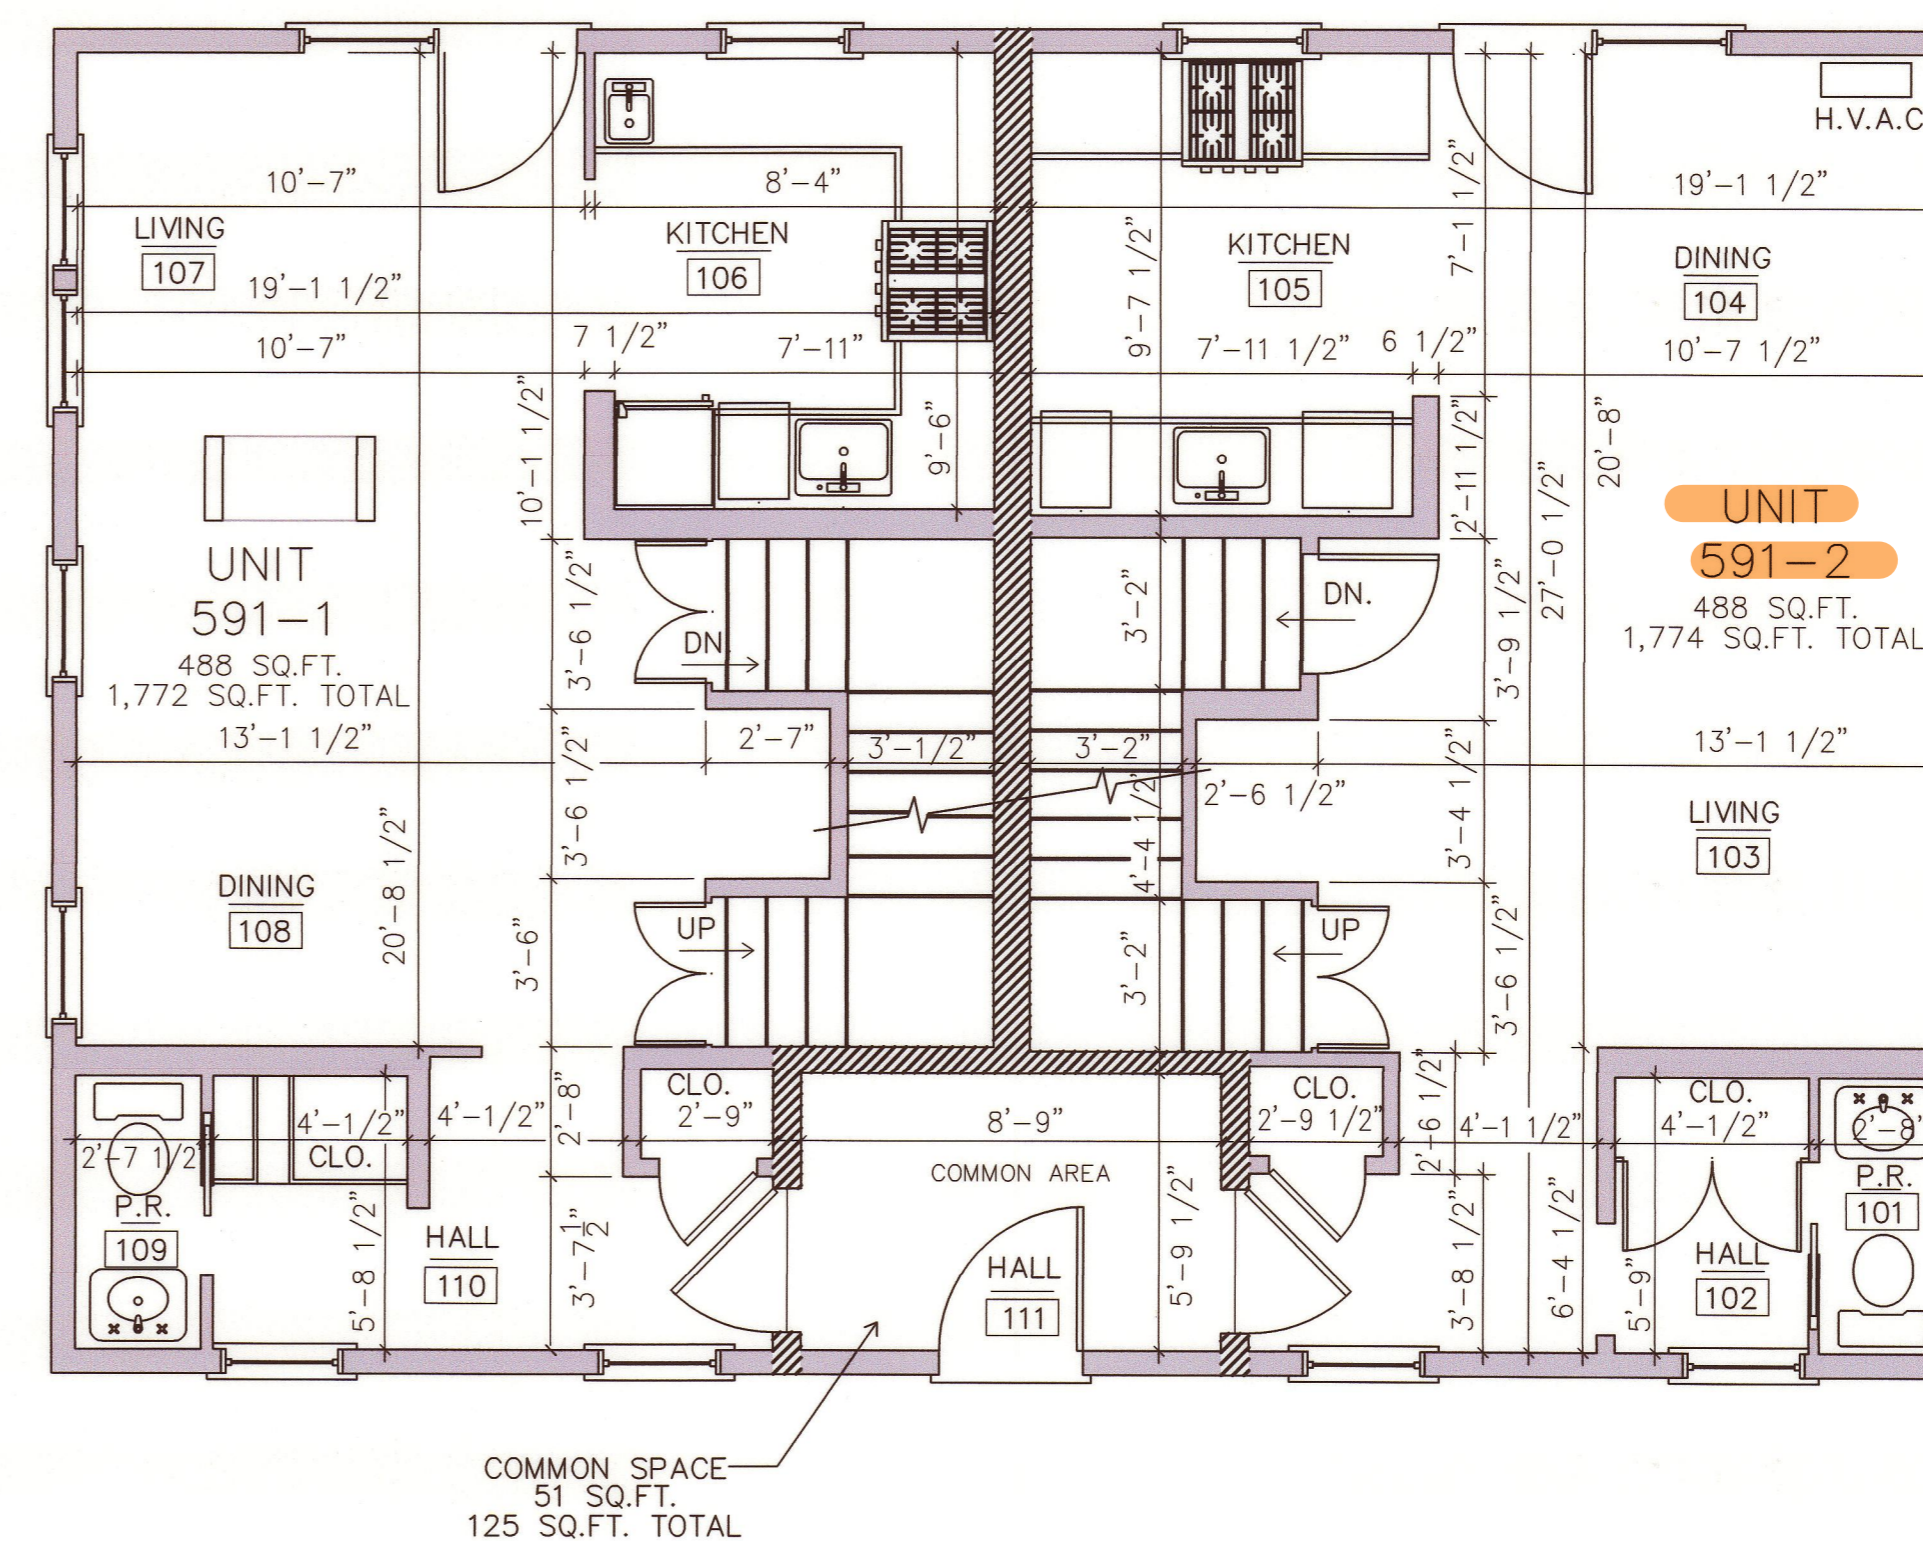 H.V.A.C
10'-7"
8'-4"
19'-1 1/2"
LIVING
107
KITCHEN
106
KITCHEN
105
DINING
104
7'-1 1/2"
9'-7 1/2"
19'-1 1/2"
10'-7"
7 1/2"
7'-11"
7'-11 1/2"
6 1/2"
10'-7 1/2"
10'-1 1/2"
9'-6"
2'-11 1/2"
20'-8"
27'-0 1/2"
UNIT
591-1
488 SQ.FT.
1,772 SQ.FT. TOTAL
UNIT
591-2
488 SQ.FT.
1,774 SQ.FT. TOTAL
3'-6 1/2"
DN
3'-2"
DN.
3'-9 1/2"
13'-1 1/2"
2'-7"
3'-1/2"
3'-2"
2'-6 1/2"
13'-1 1/2"
3'-6 1/2"
4'-4 1/2"
3'-4 1/2"
LIVING
103
DINING
108
20'-8 1/2"
3'-6"
UP
3'-2"
UP
3'-6 1/2"
CLO.
2'-9"
8'-9"
CLO.
2'-9 1/2"
2'-6 1/2"
4'-1 1/2"
CLO.
4'-1/2"
2'-8"
2'-7 1/2"
4'-1/2"
CLO.
4'-1/2"
2'-8"
COMMON AREA
P.R.
109
5'-8 1/2"
HALL
110
3'-7 1/2"
HALL
111
5'-9 1/2"
3'-8 1/2"
6'-4 1/2"
5'-9"
HALL
102
P.R.
101
COMMON SPACE
51 SQ.FT.
125 SQ.FT. TOTAL